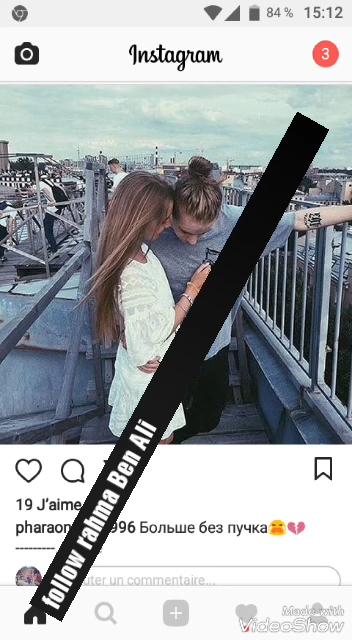 84 % 15:12
Instagram
3
follow rahma Ben Ali
19 J'aime
996 Больше без пучка😫💔
---------
uter un commentaire...
Made with
VideoShow